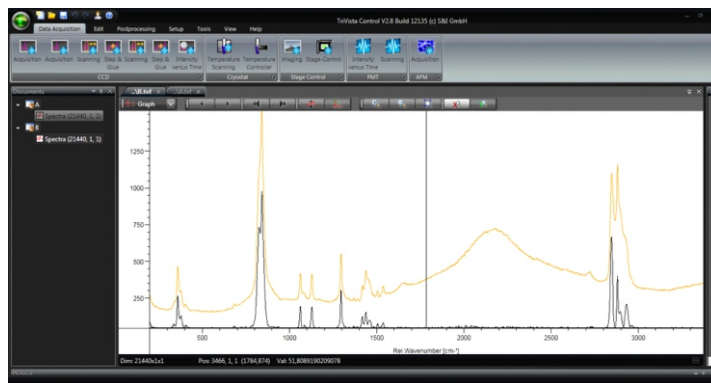 TriVista Control V2.8 Build 12135 (c) S&I GmbH
Data Acquisition Edit Postprocessing Setup Tools View Help
Acquisition Acquisition Scanning Step & Glue Scanning Step & Glue Intensity versus Time Temperature Scanning Temperature Controler Imaging Stage-Control Intensity versus Time Scanning Acquisition
CCD Cryostat Stage Control PMT AFM
Documents
..\B.tvf ..\A.tvf
Graph
A
Spectra (21440, 1, 1)
B
Spectra (21440, 1, 1)
1250
1000
750
500
250
500 1000 1500 2000 2500 3000
Rel.Wavenumber [cm-¹]
Dim: 21440x1x1 Pos: 3466, 1, 1 (1784,874) Val: 51,8089190209078